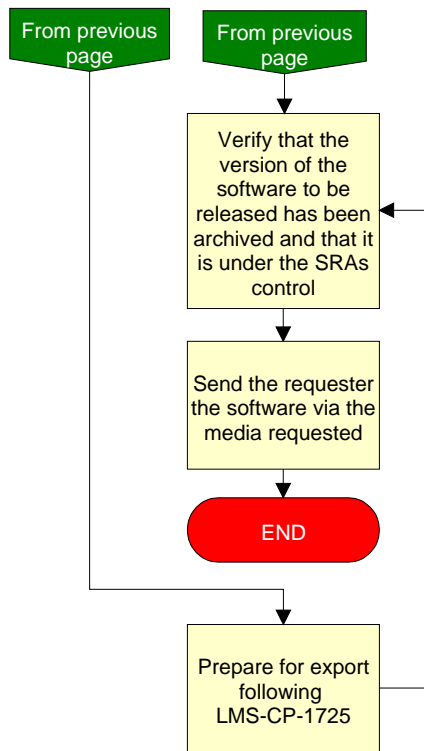 From previous
page
From previous
page
Verify that the
version of the
software to be
released has been
archived and that it
is under the SRAs
control
Send the requester
the software via the
media requested
END
Prepare for export
following
LMS-CP-1725